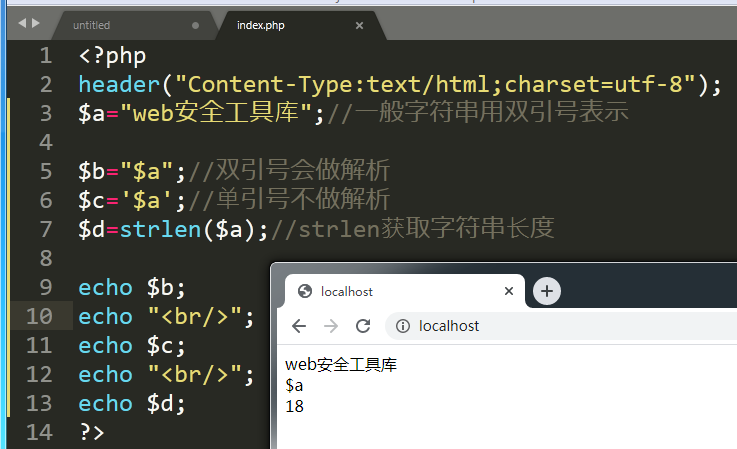 untitled
index.php
1 <?php
2 header("Content-Type:text/html;charset=utf-8");
3 $a="web安全工具库";//一般字符串用双引号表示
4
5 $b="$a";//双引号会做解析
6 $c='$a';//单引号不做解析
7 $d=strlen($a);//strlen获取字符串长度
8
9 echo $b;
10 echo "<br/>";
11 echo $c;
12 echo "<br/>";
13 echo $d;
14 ?>
localhost
localhost
web安全工具库
$a
18